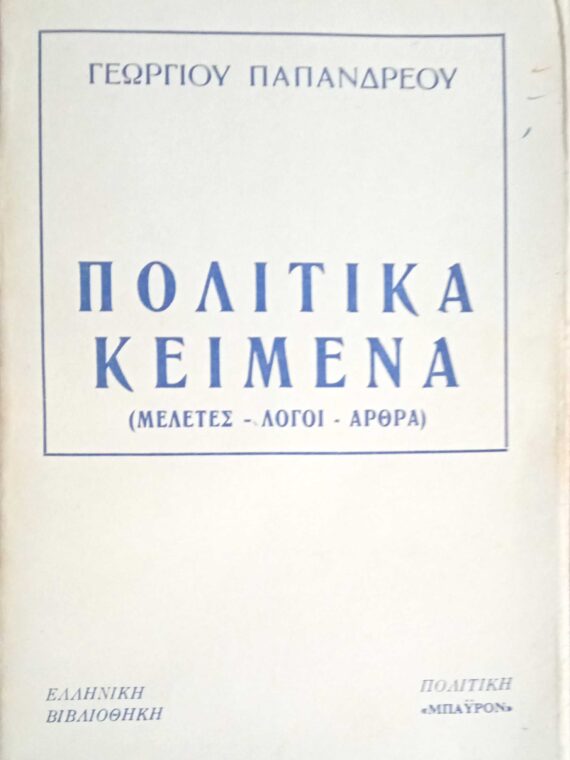 ΓΕΩΡΓΙΟΥ ΠΑΠΑΝΔΡΕΟΥ
ΠΟΛΙΤΙΚΑ
ΚΕΙΜΕΝΑ
(ΜΕΛΕΤΕΣ - ΛΟΓΟΙ - ΑΡΘΡΑ)
ΕΛΛΗΝΙΚΗ
ΒΙΒΛΙΟΘΗΚΗ
ΠΟΛΙΤΙΚΗ
«ΜΠΑΫΡΟΝ»